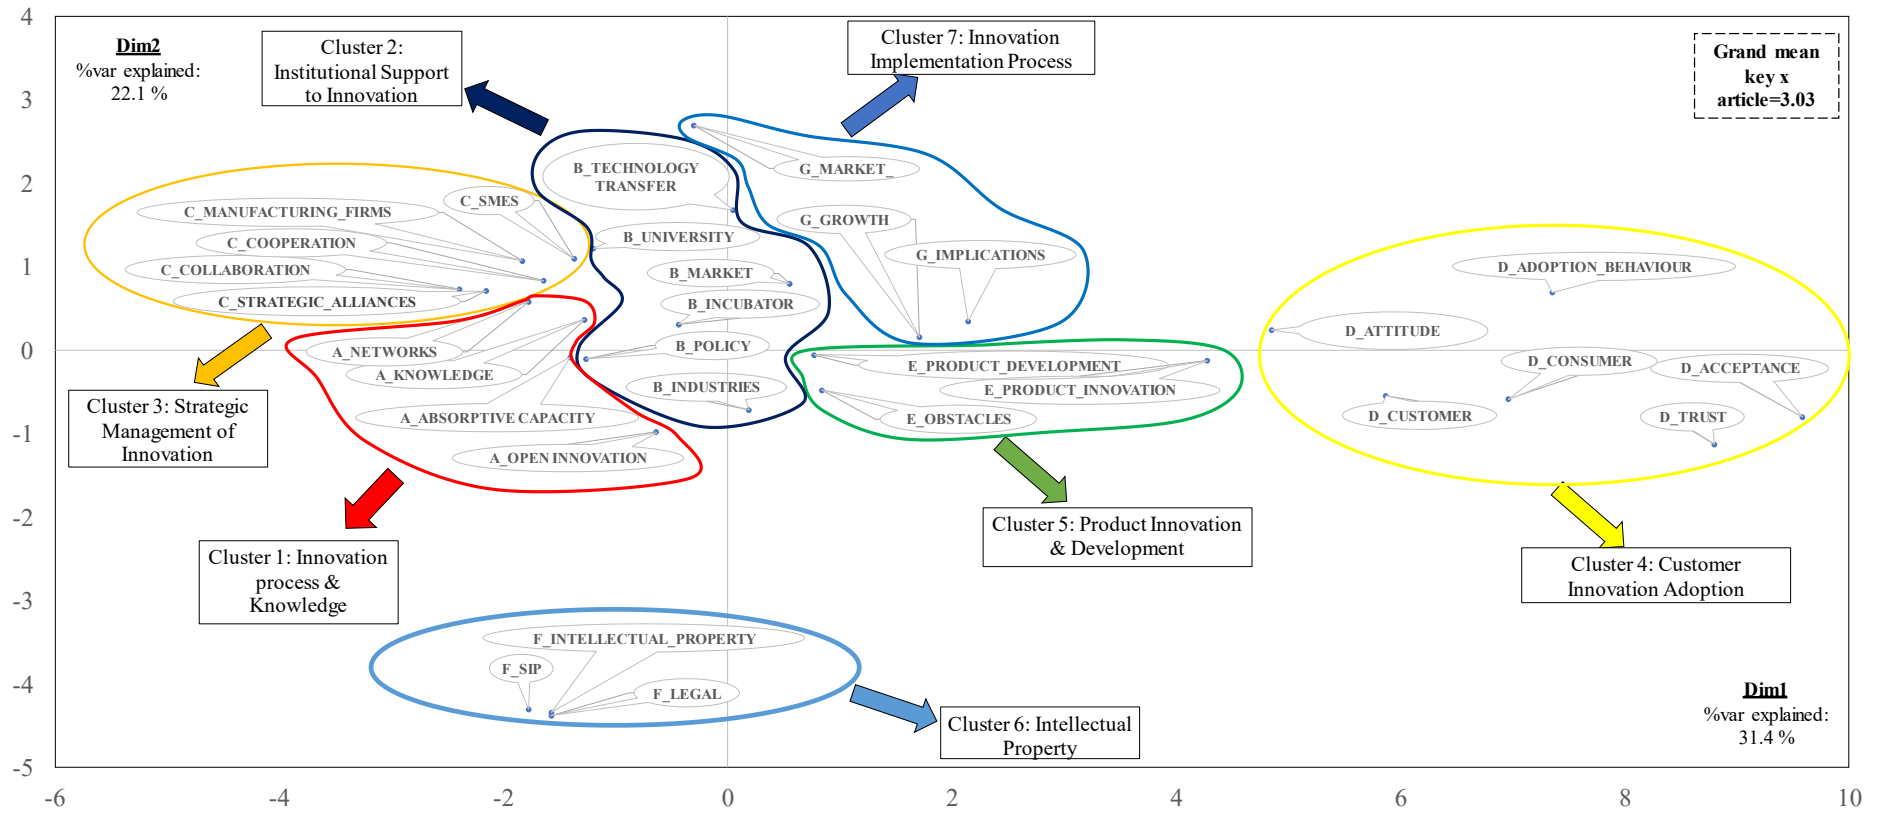 4
3
2
1
0
-1
-2
-3
-4
-5
-6
-4
-2
0
2
4
6
8
10
Dim2
%var explained:
22.1 %
Cluster 2:
Institutional Support
to Innovation
Cluster 7: Innovation
Implementation Process
Grand mean
key x
article=3.03
B_TECHNOLOGY
TRANSFER
G_MARKET_
C_SMES
C_MANUFACTURING_FIRMS
G_GROWTH
B_UNIVERSITY
C_COOPERATION
G_IMPLICATIONS
C_COLLABORATION
B_MARKET
D_ADOPTION_BEHAVIOUR
C_STRATEGIC_ALLIANCES
B_INCUBATOR
D_ATTITUDE
A_NETWORKS
B_POLICY
E_PRODUCT_DEVELOPMENT
D_CONSUMER
D_ACCEPTANCE
A_KNOWLEDGE
B_INDUSTRIES
E_PRODUCT_INNOVATION
A_ABSORPTIVE CAPACITY
E_OBSTACLES
D_CUSTOMER
D_TRUST
A_OPEN INNOVATION
Cluster 3: Strategic
Management of
Innovation
Cluster 5: Product Innovation
& Development
Cluster 1: Innovation
process &
Knowledge
Cluster 4: Customer
Innovation Adoption
F_INTELLECTUAL_PROPERTY
F_SIP
F_LEGAL
Cluster 6: Intellectual
Property
Dim1
%var explained:
31.4 %